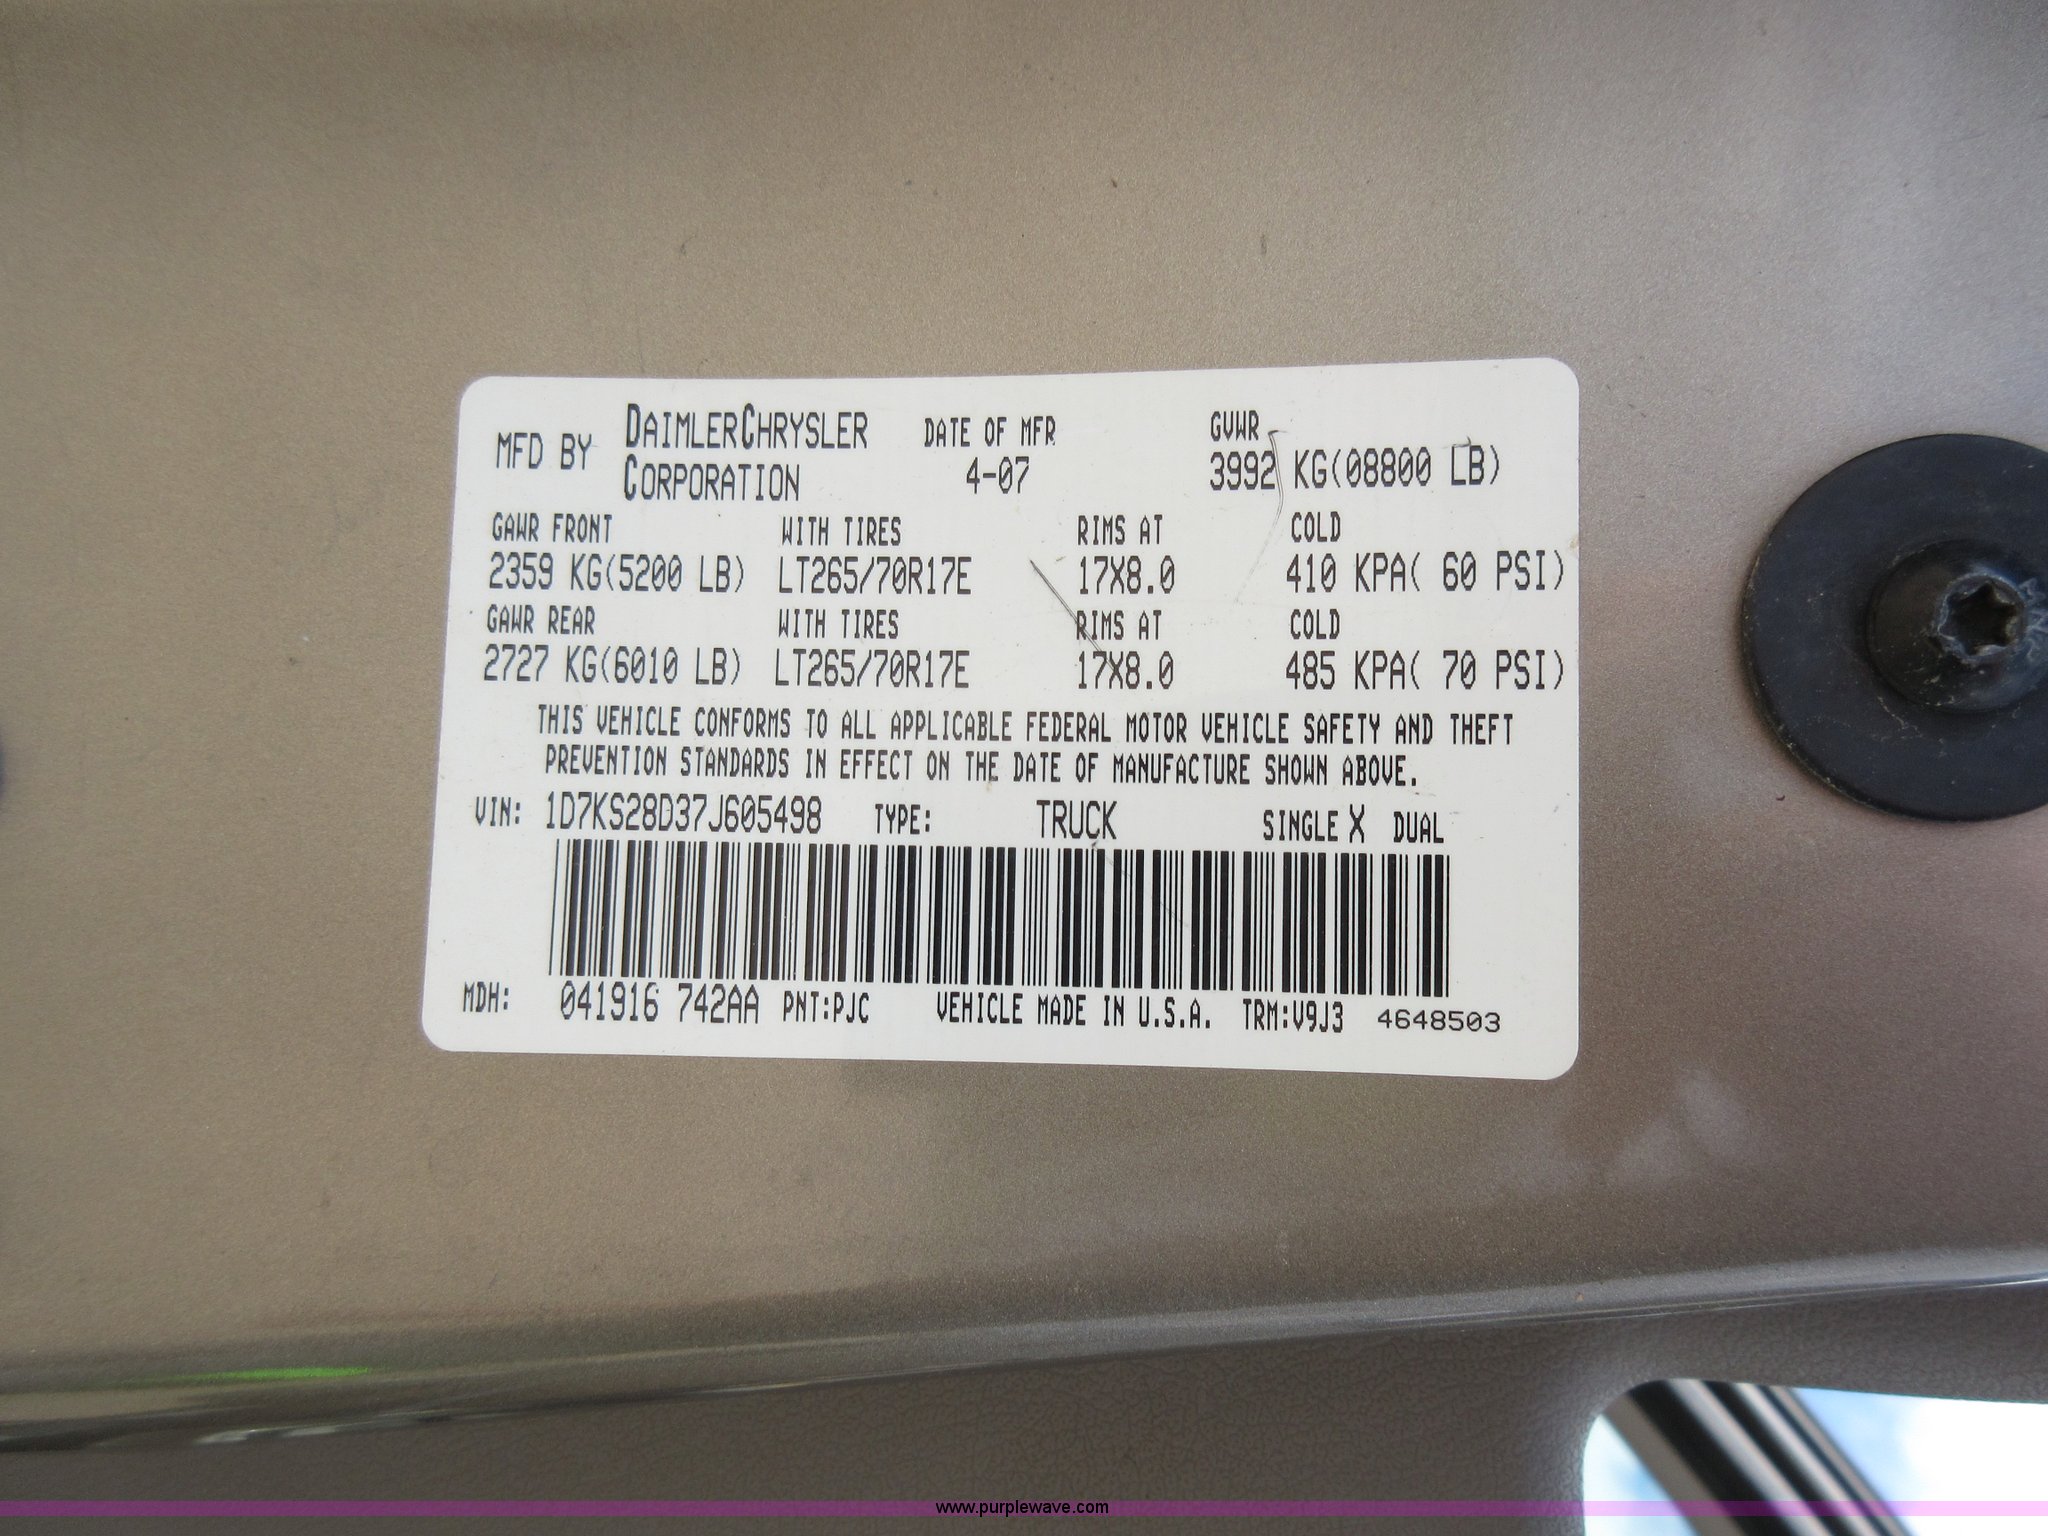 MFD BY DAIMLERCHRYSLER CORPORATION DATE OF MFR 4-07 GVWR 3992 KG(08800 LB)
GAWR FRONT WITH TIRES RIMS AT COLD
2359 KG(5200 LB) LT265/70R17E 17X8.0 410 KPA( 60 PSI)
GAWR REAR WITH TIRES RIMS AT COLD
2727 KG(6010 LB) LT265/70R17E 17X8.0 485 KPA( 70 PSI)
THIS VEHICLE CONFORMS TO ALL APPLICABLE FEDERAL MOTOR VEHICLE SAFETY AND THEFT
PREVENTION STANDARDS IN EFFECT ON THE DATE OF MANUFACTURE SHOWN ABOVE.
VIN: 1D7KS28D37J605498 TYPE: TRUCK SINGLE X DUAL
MDH: 041916 742AA PNT:PJC VEHICLE MADE IN U.S.A. TRM:V9J3 4648503
www.purplewave.com